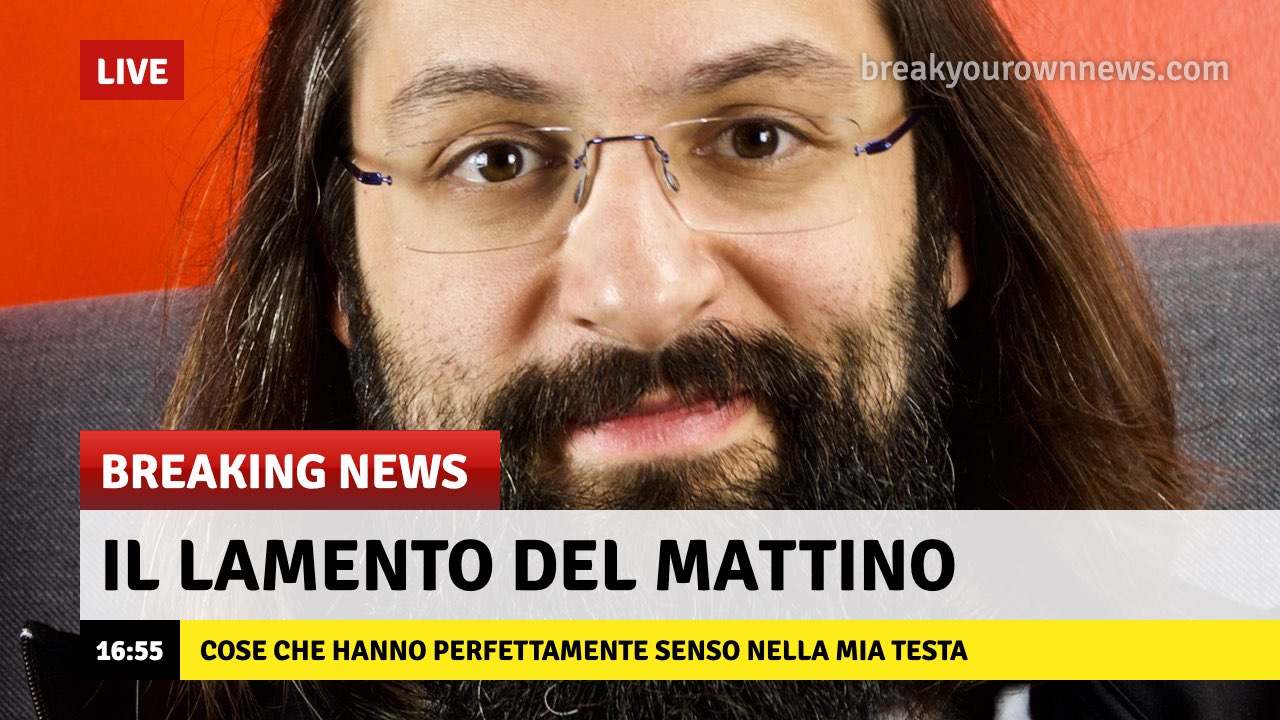 LIVE
breakyourownnews.com
BREAKING NEWS
IL LAMENTO DEL MATTINO
16:55
COSE CHE HANNO PERFETTAMENTE SENSO NELLA MIA TESTA